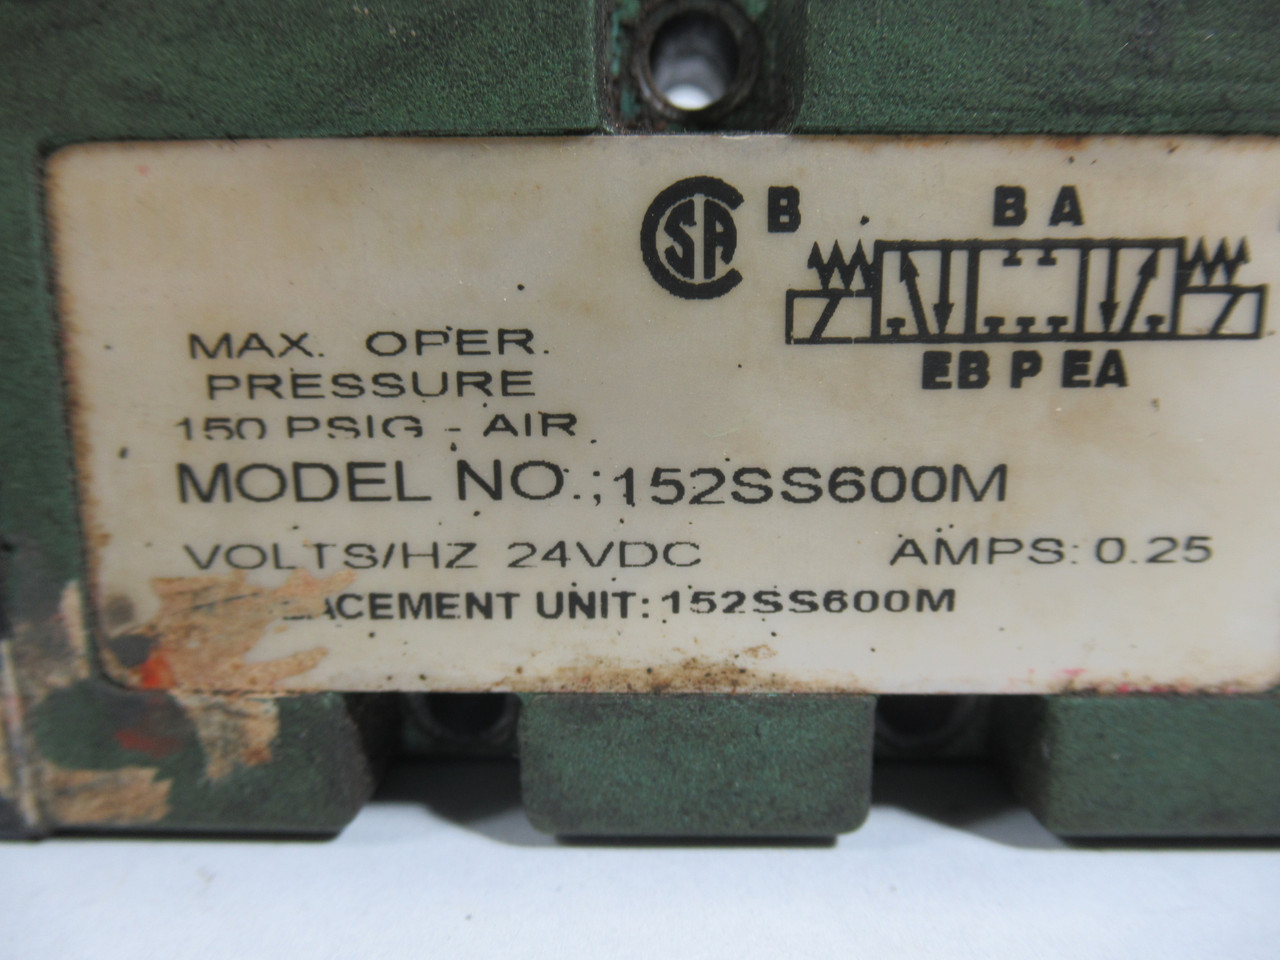 CSA B B A
EB P EA
MAX. OPER.
PRESSURE
150 PSIG - AIR
MODEL NO.;152SS600M
VOLTS/HZ 24VDC AMPS: 0.25
UNIT: 152SS600M